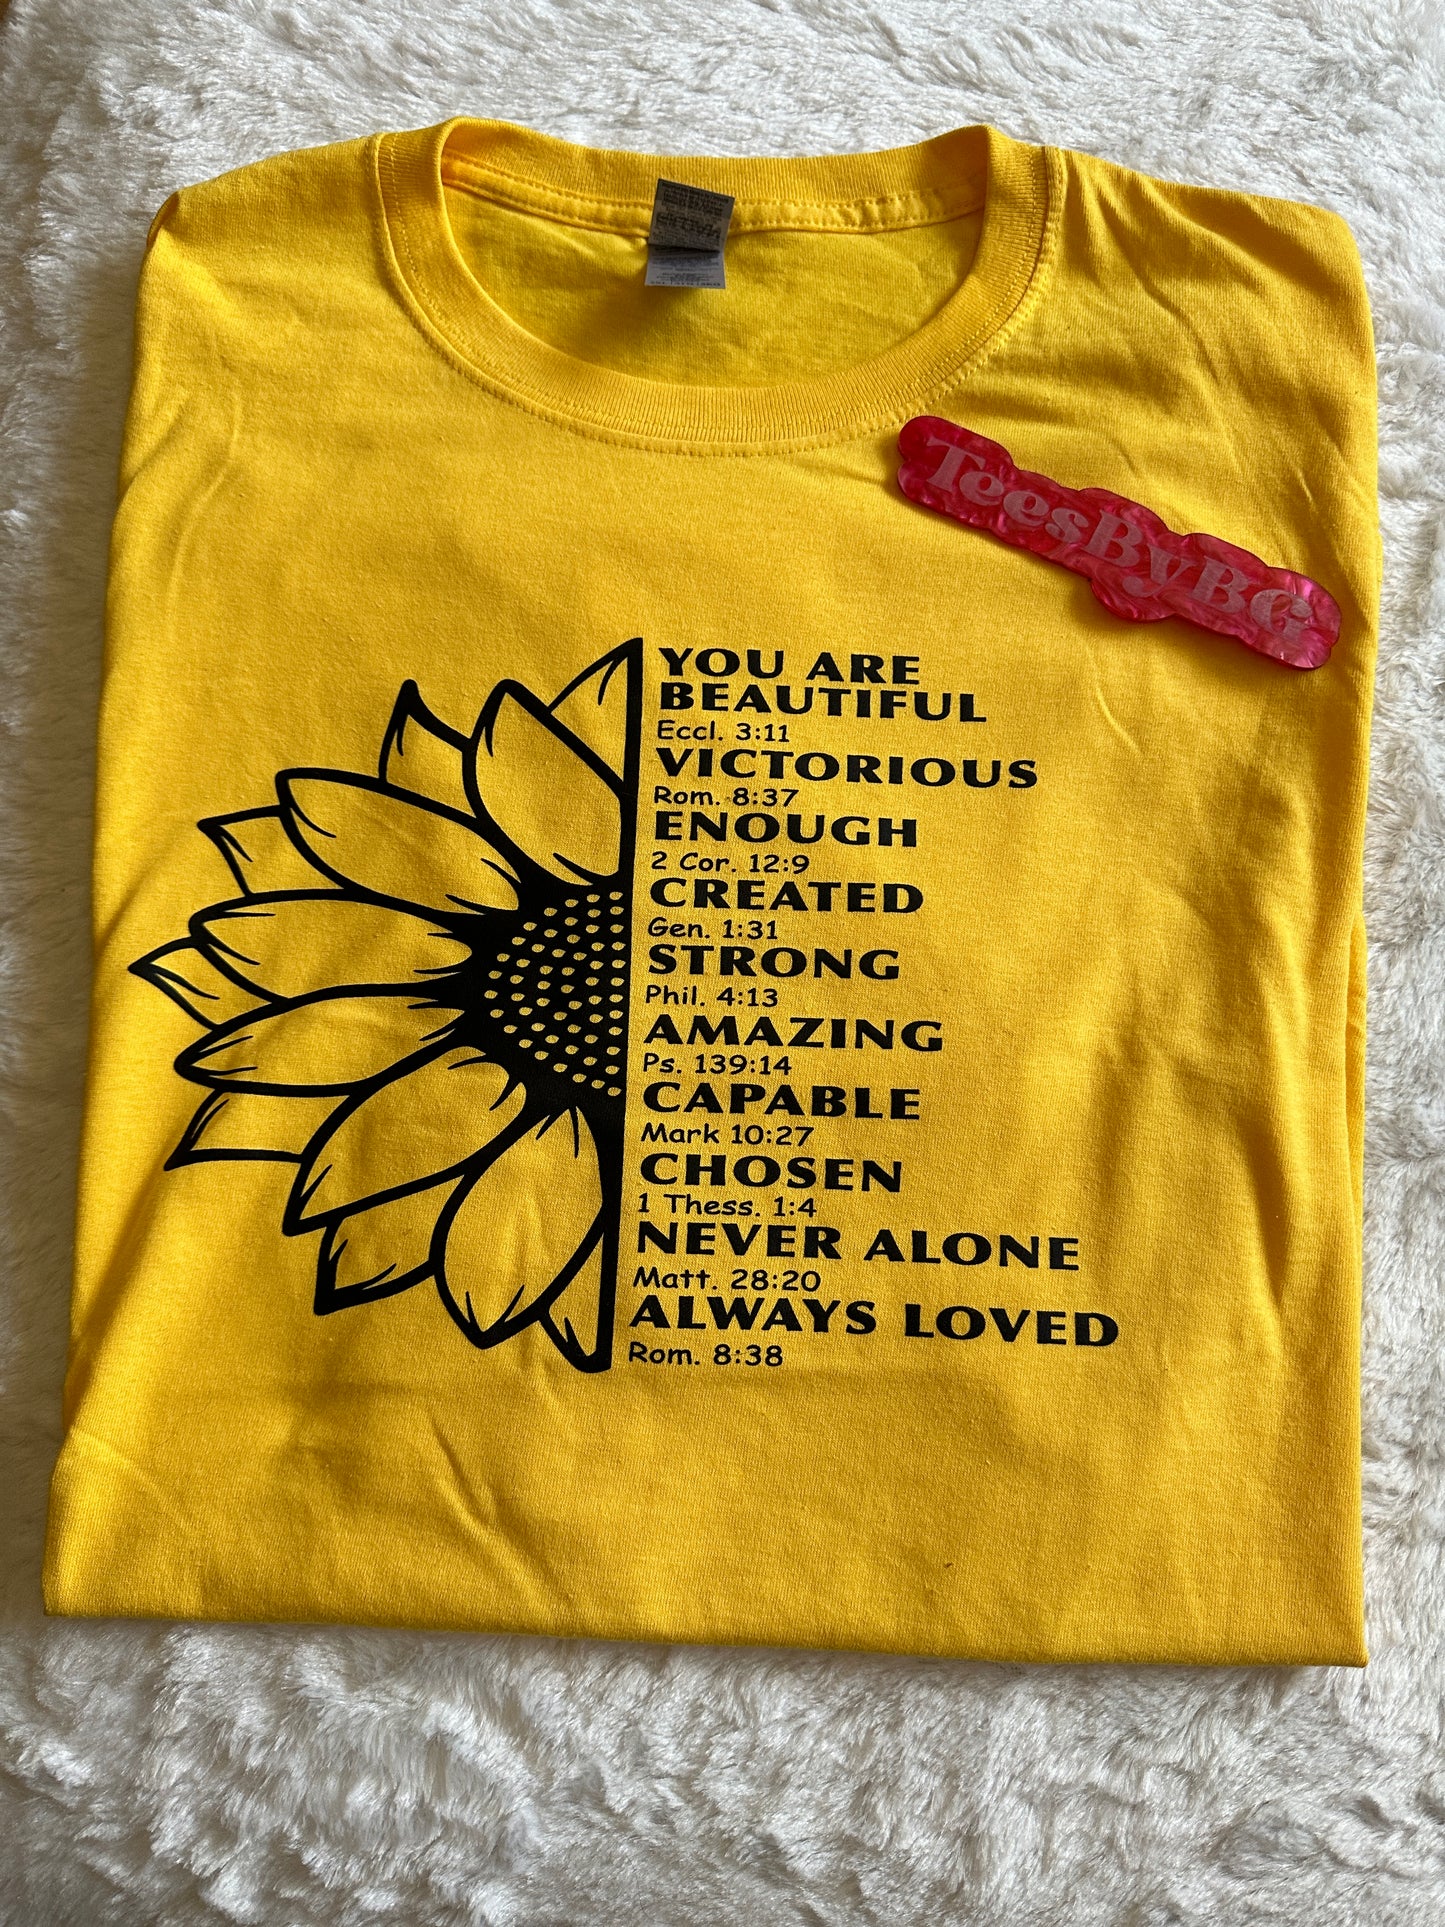 TeesByBG
YOU ARE
BEAUTIFUL
Eccl. 3:11
VICTORIOUS
Rom. 8:37
ENOUGH
2 Cor. 12:9
CREATED
Gen. 1:31
STRONG
Phil. 4:13
AMAZING
Ps. 139:14
CAPABLE
Mark 10:27
CHOSEN
1 Thess. 1:4
NEVER ALONE
Matt. 28:20
ALWAYS LOVED
Rom. 8:38